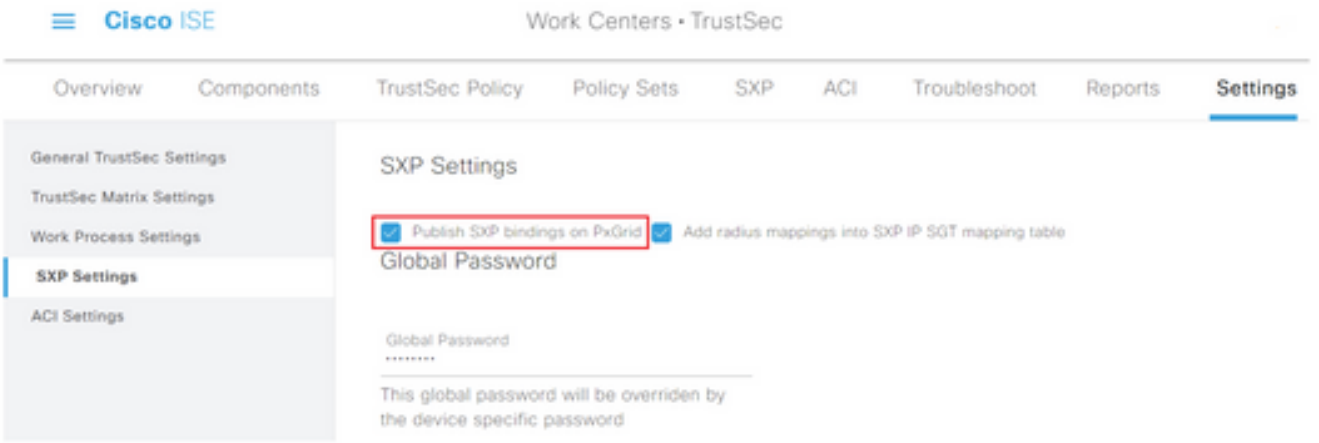 Cisco ISE
Work Centers • TrustSec
Overview Components TrustSec Policy Policy Sets SXP ACI Troubleshoot Reports Settings
General TrustSec Settings
TrustSec Matrix Settings
Work Process Settings
SXP Settings
ACI Settings
SXP Settings
Publish SXP bindings on PxGrid Add radius mappings into SXP IP SGT mapping table
Global Password
Global Password
........
This global password will be overriden by
the device specific password